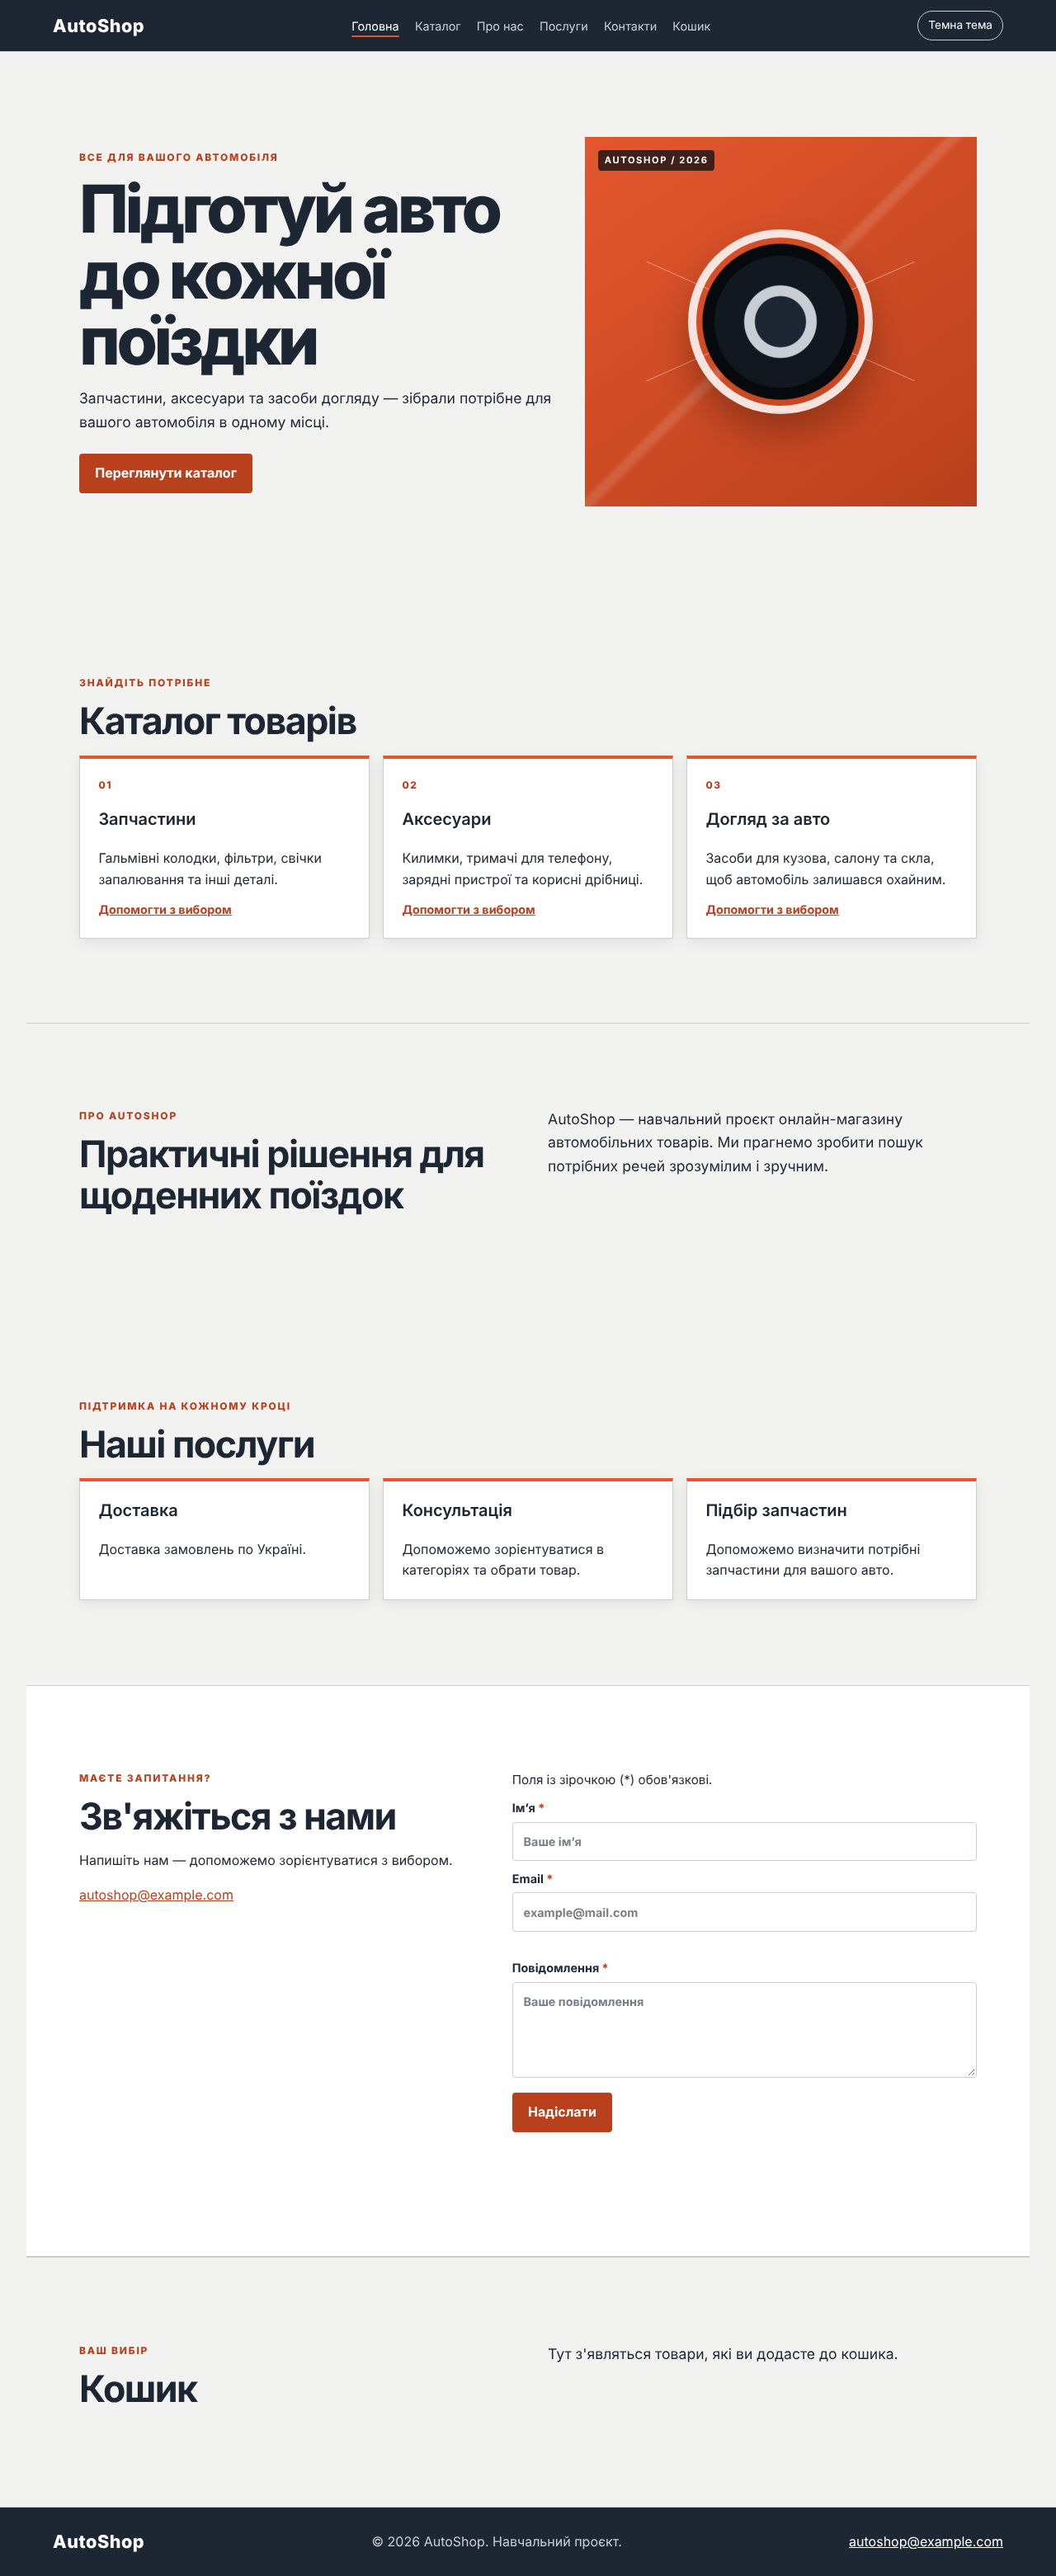 AutoShop
Головна Каталог Про нас Послуги Контакти Кошик
Темна тема
ВСЕ ДЛЯ ВАШОГО АВТОМОБІЛЯ
Підготуй авто
до кожної
поїздки
Запчастини, аксесуари та засоби догляду — зібрали потрібне для
вашого автомобіля в одному місці.
Переглянути каталог
AUTOSHOP / 2026
ЗНАЙДІТЬ ПОТРІБНЕ
Каталог товарів
01
Запчастини
Гальмівні колодки, фільтри, свічки
запалювання та інші деталі.
Допомогти з вибором
02
Аксесуари
Килимки, тримачі для телефону,
зарядні пристрої та корисні дрібниці.
Допомогти з вибором
03
Догляд за авто
Засоби для кузова, салону та скла,
щоб автомобіль залишався охайним.
Допомогти з вибором
ПРО AUTOSHOP
Практичні рішення для
щоденних поїздок
AutoShop — навчальний проєкт онлайн-магазину
автомобільних товарів. Ми прагнемо зробити пошук
потрібних речей зрозумілим і зручним.
ПІДТРИМКА НА КОЖНОМУ КРОЦІ
Наші послуги
Доставка
Доставка замовлень по Україні.
Консультація
Допоможемо зорієнтуватися в
категоріях та обрати товар.
Підбір запчастин
Допоможемо визначити потрібні
запчастини для вашого авто.
МАЄТЕ ЗАПИТАННЯ?
Зв'яжіться з нами
Напишіть нам — допоможемо зорієнтуватися з вибором.
autoshop@example.com
Поля із зірочкою (*) обов'язкові.
Ім’я *
Ваше ім’я
Email *
example@mail.com
Повідомлення *
Ваше повідомлення
Надіслати
ВАШ ВИБІР
Кошик
Тут з'являться товари, які ви додасте до кошика.
AutoShop
© 2026 AutoShop. Навчальний проєкт.
autoshop@example.com